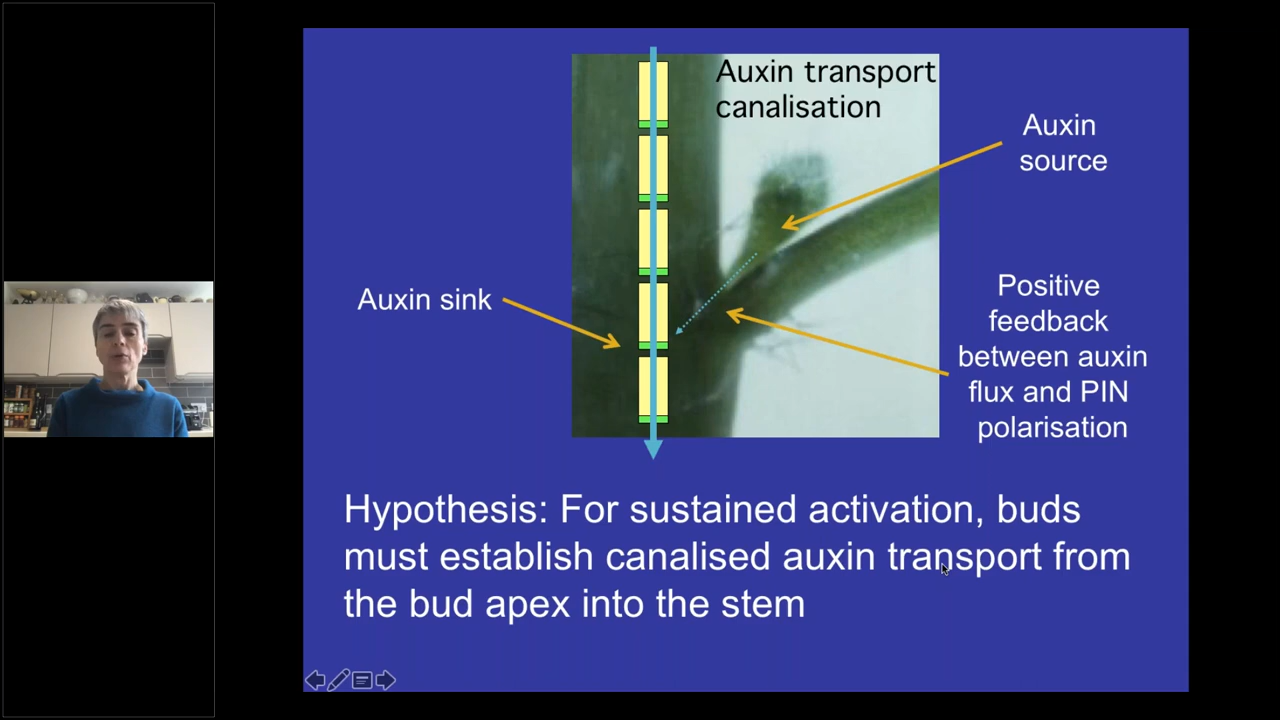 Auxin transport
canalisation
Auxin
source
Auxin sink
Positive
feedback
between auxin
flux and PIN
polarisation
Hypothesis: For sustained activation, buds
must establish canalised auxin transport from
the bud apex into the stem